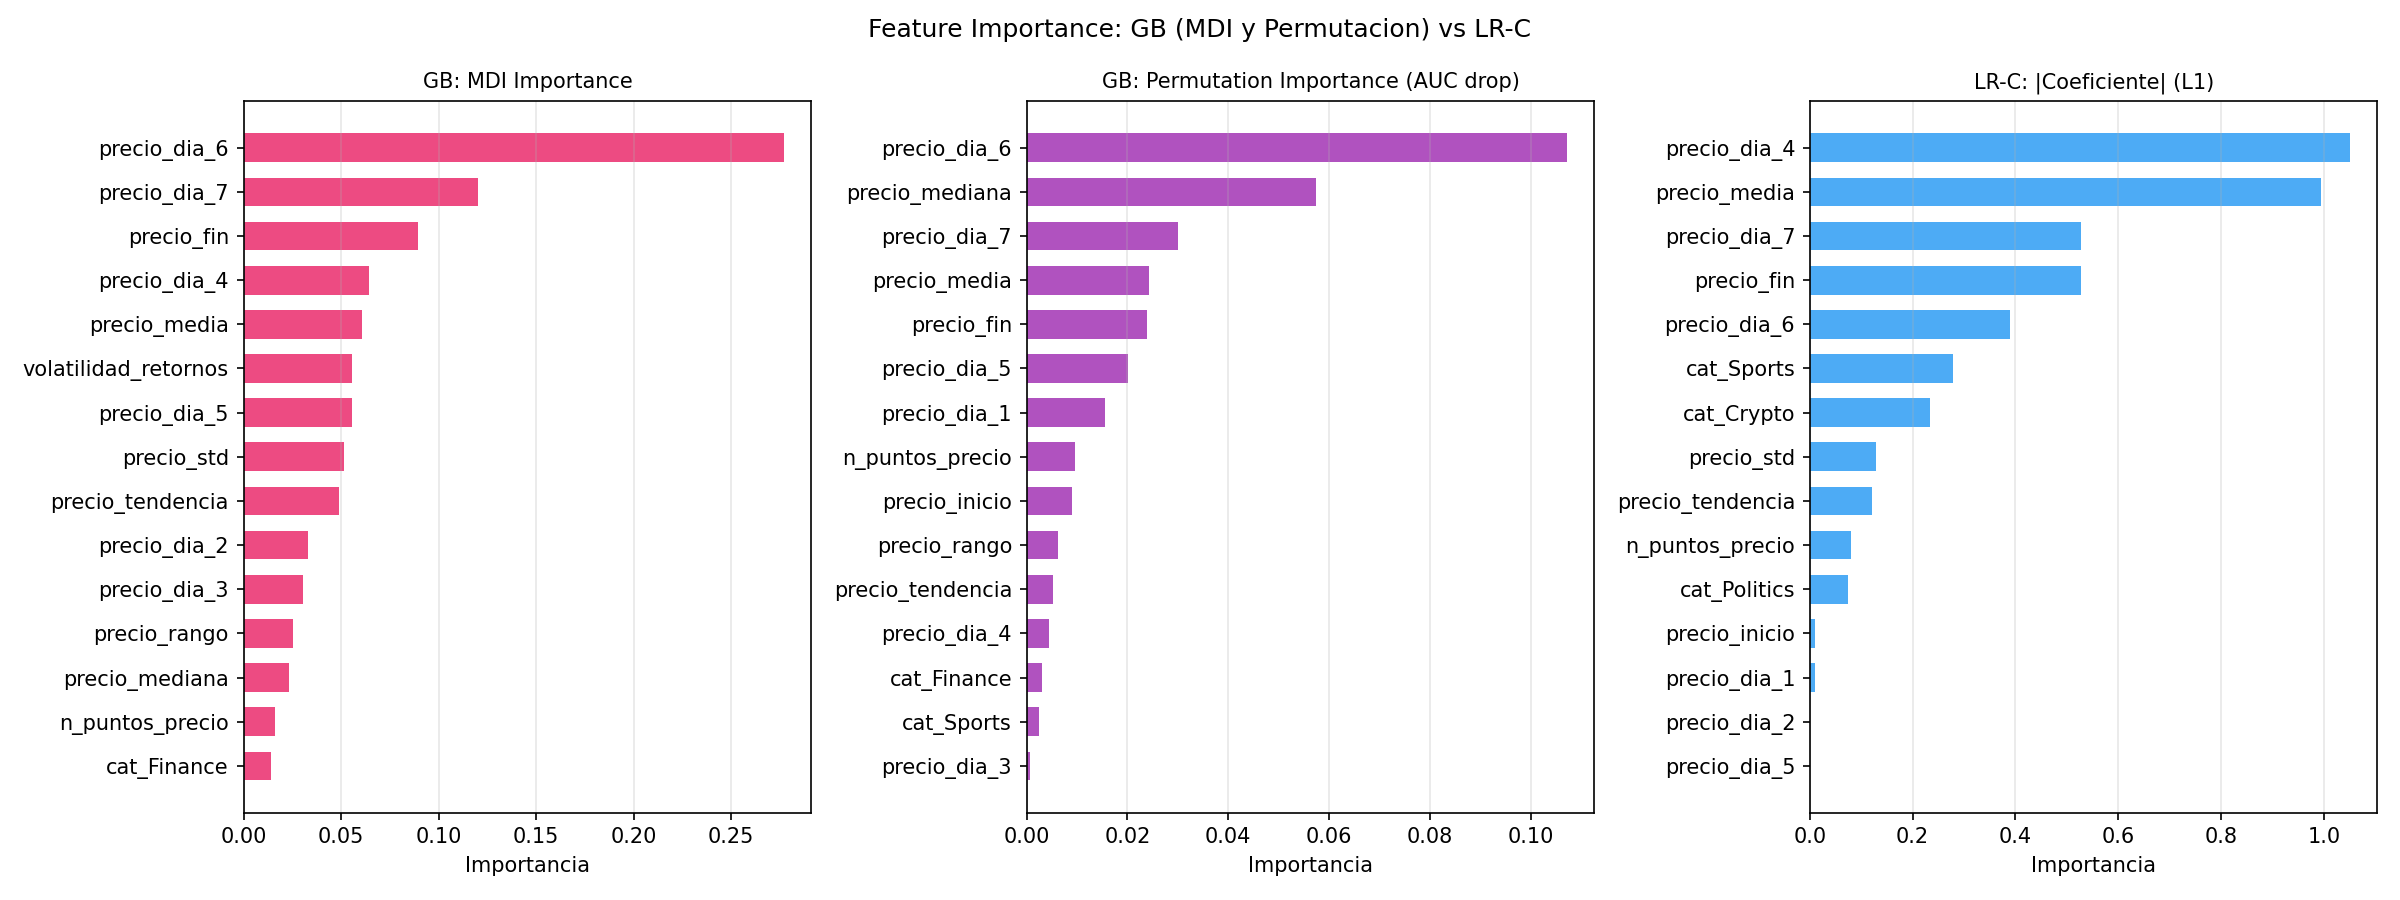 Feature Importance: GB (MDI y Permutacion) vs LR-C
GB: MDI Importance
precio_dia_6
precio_dia_7
precio_fin
precio_dia_4
precio_media
volatilidad_retornos
precio_dia_5
precio_std
precio_tendencia
precio_dia_2
precio_dia_3
precio_rango
precio_mediana
n_puntos_precio
cat_Finance
0.00 0.05 0.10 0.15 0.20 0.25
Importancia
GB: Permutation Importance (AUC drop)
precio_dia_6
precio_mediana
precio_dia_7
precio_media
precio_fin
precio_dia_5
precio_dia_1
n_puntos_precio
precio_inicio
precio_rango
precio_tendencia
precio_dia_4
cat_Finance
cat_Sports
precio_dia_3
0.00 0.02 0.04 0.06 0.08 0.10
Importancia
LR-C: |Coeficiente| (L1)
precio_dia_4
precio_media
precio_dia_7
precio_fin
precio_dia_6
cat_Sports
cat_Crypto
precio_std
precio_tendencia
n_puntos_precio
cat_Politics
precio_inicio
precio_dia_1
precio_dia_2
precio_dia_5
0.0 0.2 0.4 0.6 0.8 1.0
Importancia